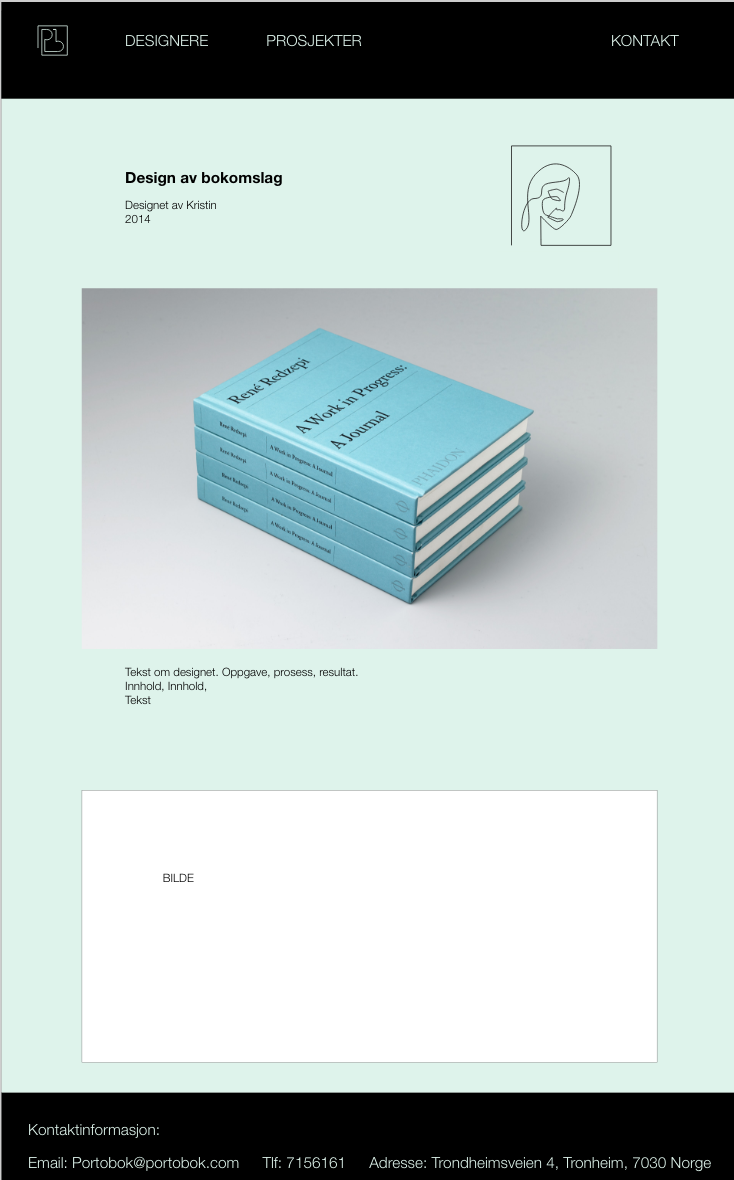 DESIGNERE PROSJEKTER KONTAKT
Design av bokomslag
Designet av Kristin
2014
René Redzepi
A Work in Progress:
A Journal
PHAIDON
René Redzepi A Work in Progress: A Journal
René Redzepi A Work in Progress: A Journal
René Redzepi A Work in Progress: A Journal
René Redzepi A Work in Progress: A Journal
Tekst om designet. Oppgave, prosess, resultat.
Innhold, Innhold,
Tekst
BILDE
Kontaktinformasjon:
Email: Portobok@portobok.com Tlf: 7156161 Adresse: Trondheimsveien 4, Tronheim, 7030 Norge